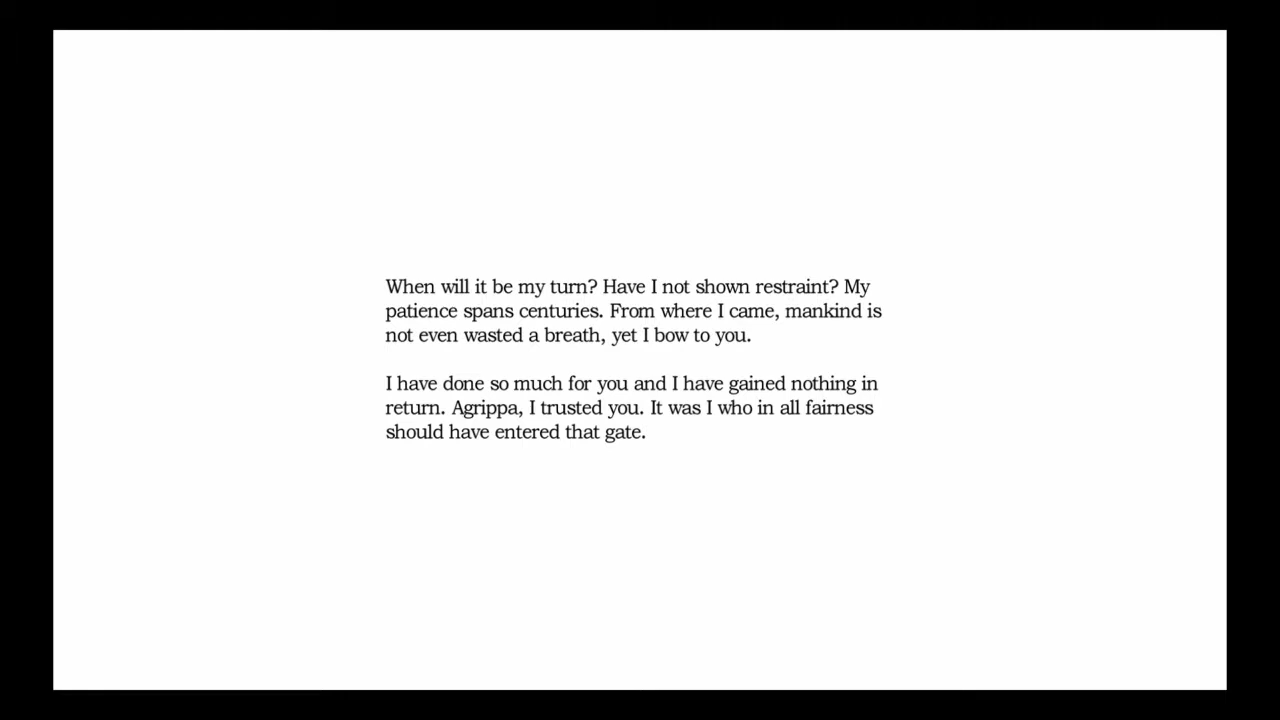 When will it be my turn? Have I not shown restraint? My
patience spans centuries. From where I came, mankind is
not even wasted a breath, yet I bow to you.
I have done so much for you and I have gained nothing in
return. Agrippa, I trusted you. It was I who in all fairness
should have entered that gate.